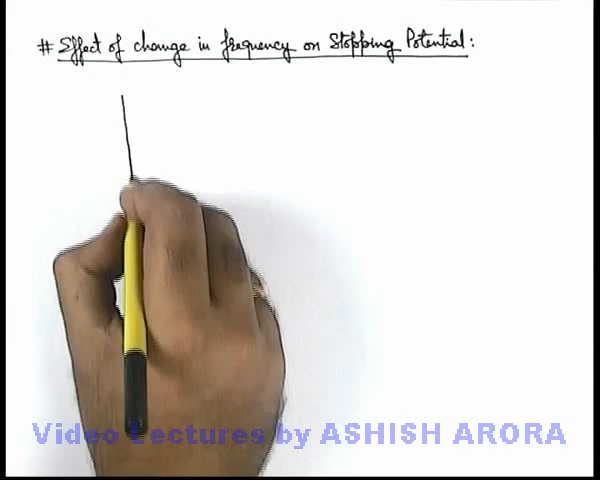 # Effect of change in frequency on Stopping Potential:
Video Lectures by ASHISH ARORA